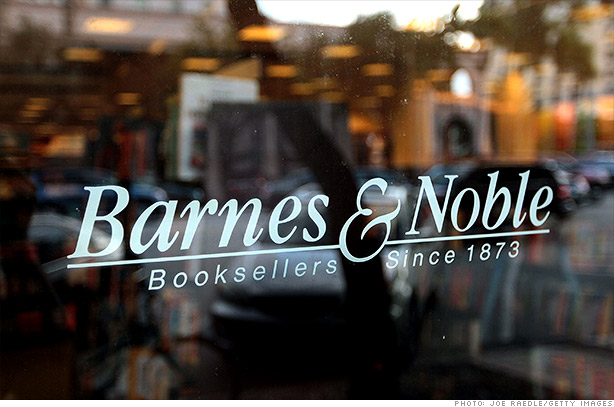 Barnes & Noble
Booksellers Since 1873
PHOTO: JOE RAEDLE/GETTY IMAGES